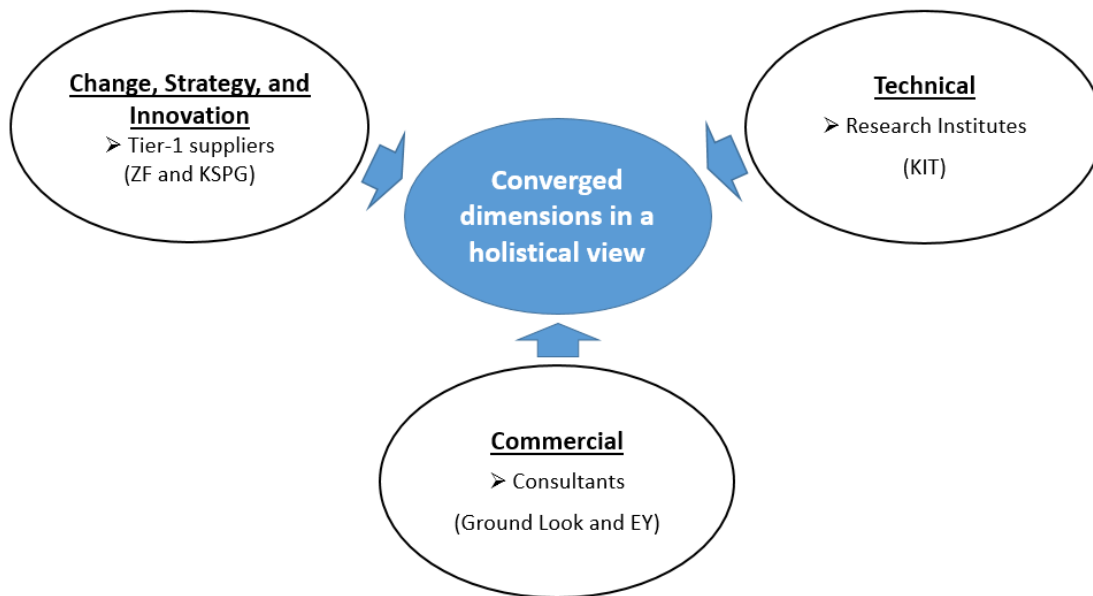 Change, Strategy, and
Innovation
➢ Tier-1 suppliers
(ZF and KSPG)
Technical
➢ Research Institutes
(KIT)
Converged
dimensions in a
holistical view
Commercial
➢ Consultants
(Ground Look and EY)